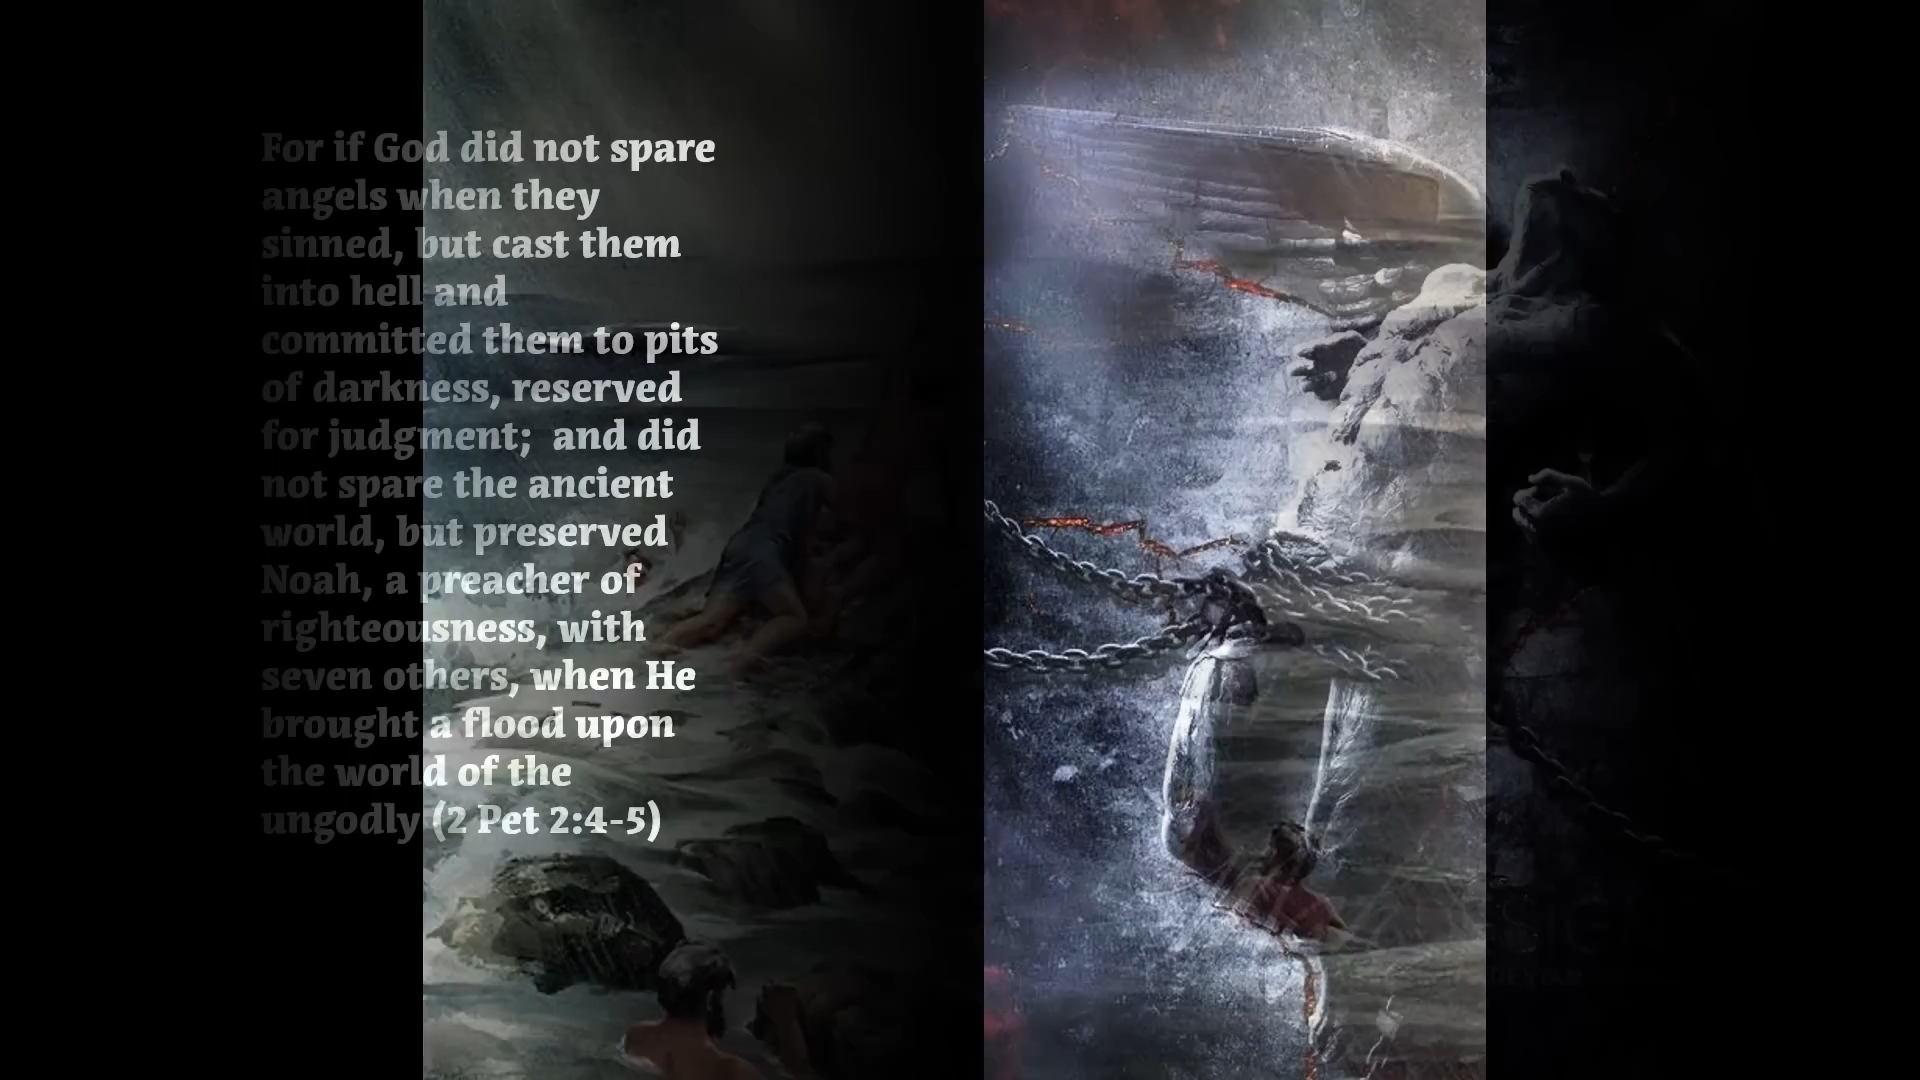 For if God did not spare
angels when they
sinned, but cast them
into hell and
committed them to pits
of darkness, reserved
for judgment;  and did
not spare the ancient
world, but preserved
Noah, a preacher of
righteousness, with
seven others, when He
brought a flood upon
the world of the
ungodly (2 Pet 2:4-5)